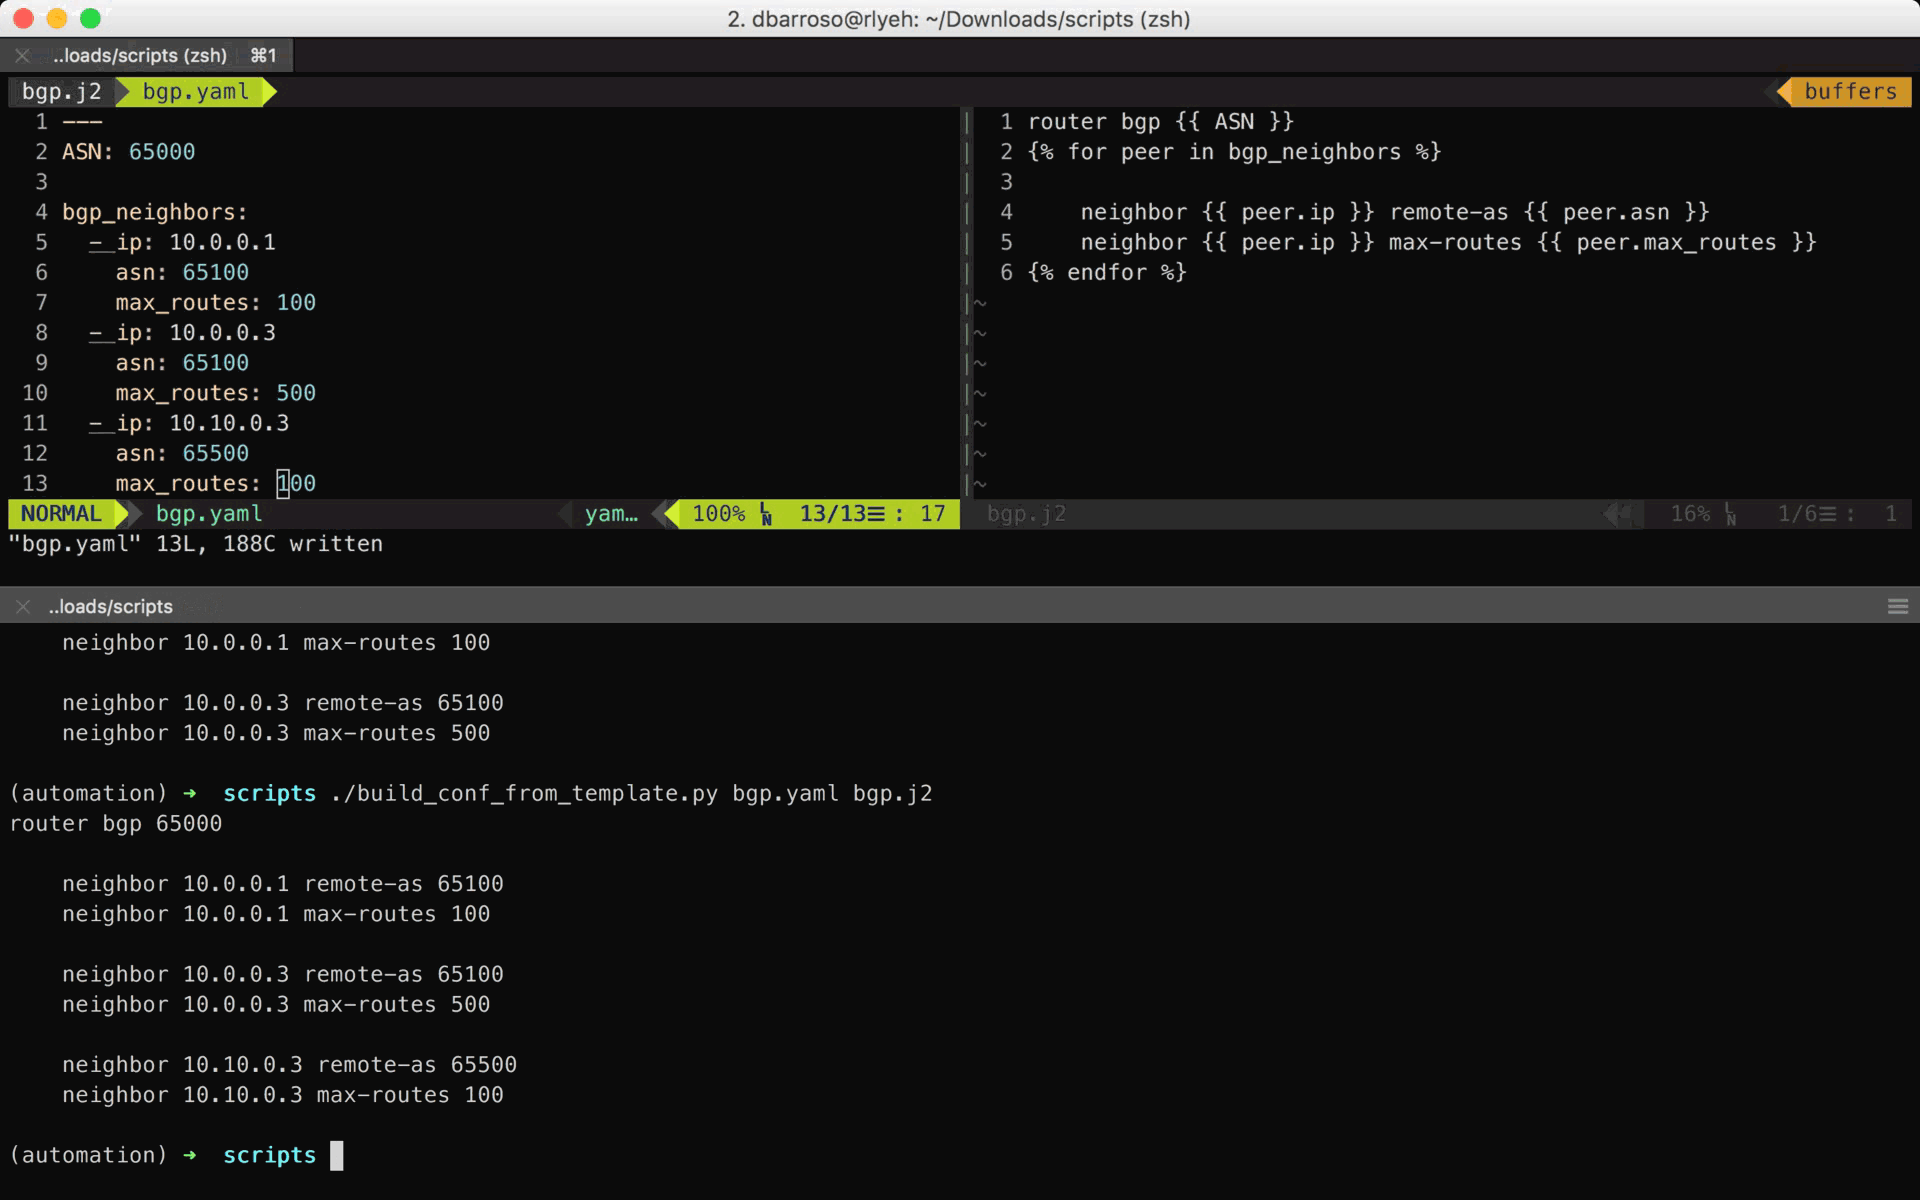 2. dbarroso@rlyeh: ~/Downloads/scripts (zsh)
..loads/scripts (zsh) ⌘1
bgp.j2 bgp.yaml
buffers
1 ---
2 ASN: 65000
3
4 bgp_neighbors:
5   - ip: 10.0.0.1
6     asn: 65100
7     max_routes: 100
8   - ip: 10.0.0.3
9     asn: 65100
10     max_routes: 500
11   - ip: 10.10.0.3
12     asn: 65500
13     max_routes: 100
NORMAL bgp.yaml yam… 100% LN 13/13☰ : 17
"bgp.yaml" 13L, 188C written
1 router bgp {{ ASN }}
2 {% for peer in bgp_neighbors %}
3
4     neighbor {{ peer.ip }} remote-as {{ peer.asn }}
5     neighbor {{ peer.ip }} max-routes {{ peer.max_routes }}
6 {% endfor %}
~
~
~
~
~
~
~
bgp.j2 16% LN 1/6☰ : 1
..loads/scripts
    neighbor 10.0.0.1 max-routes 100
    neighbor 10.0.0.3 remote-as 65100
    neighbor 10.0.0.3 max-routes 500
(automation) ➜  scripts ./build_conf_from_template.py bgp.yaml bgp.j2
router bgp 65000
    neighbor 10.0.0.1 remote-as 65100
    neighbor 10.0.0.1 max-routes 100
    neighbor 10.0.0.3 remote-as 65100
    neighbor 10.0.0.3 max-routes 500
    neighbor 10.10.0.3 remote-as 65500
    neighbor 10.10.0.3 max-routes 100
(automation) ➜  scripts